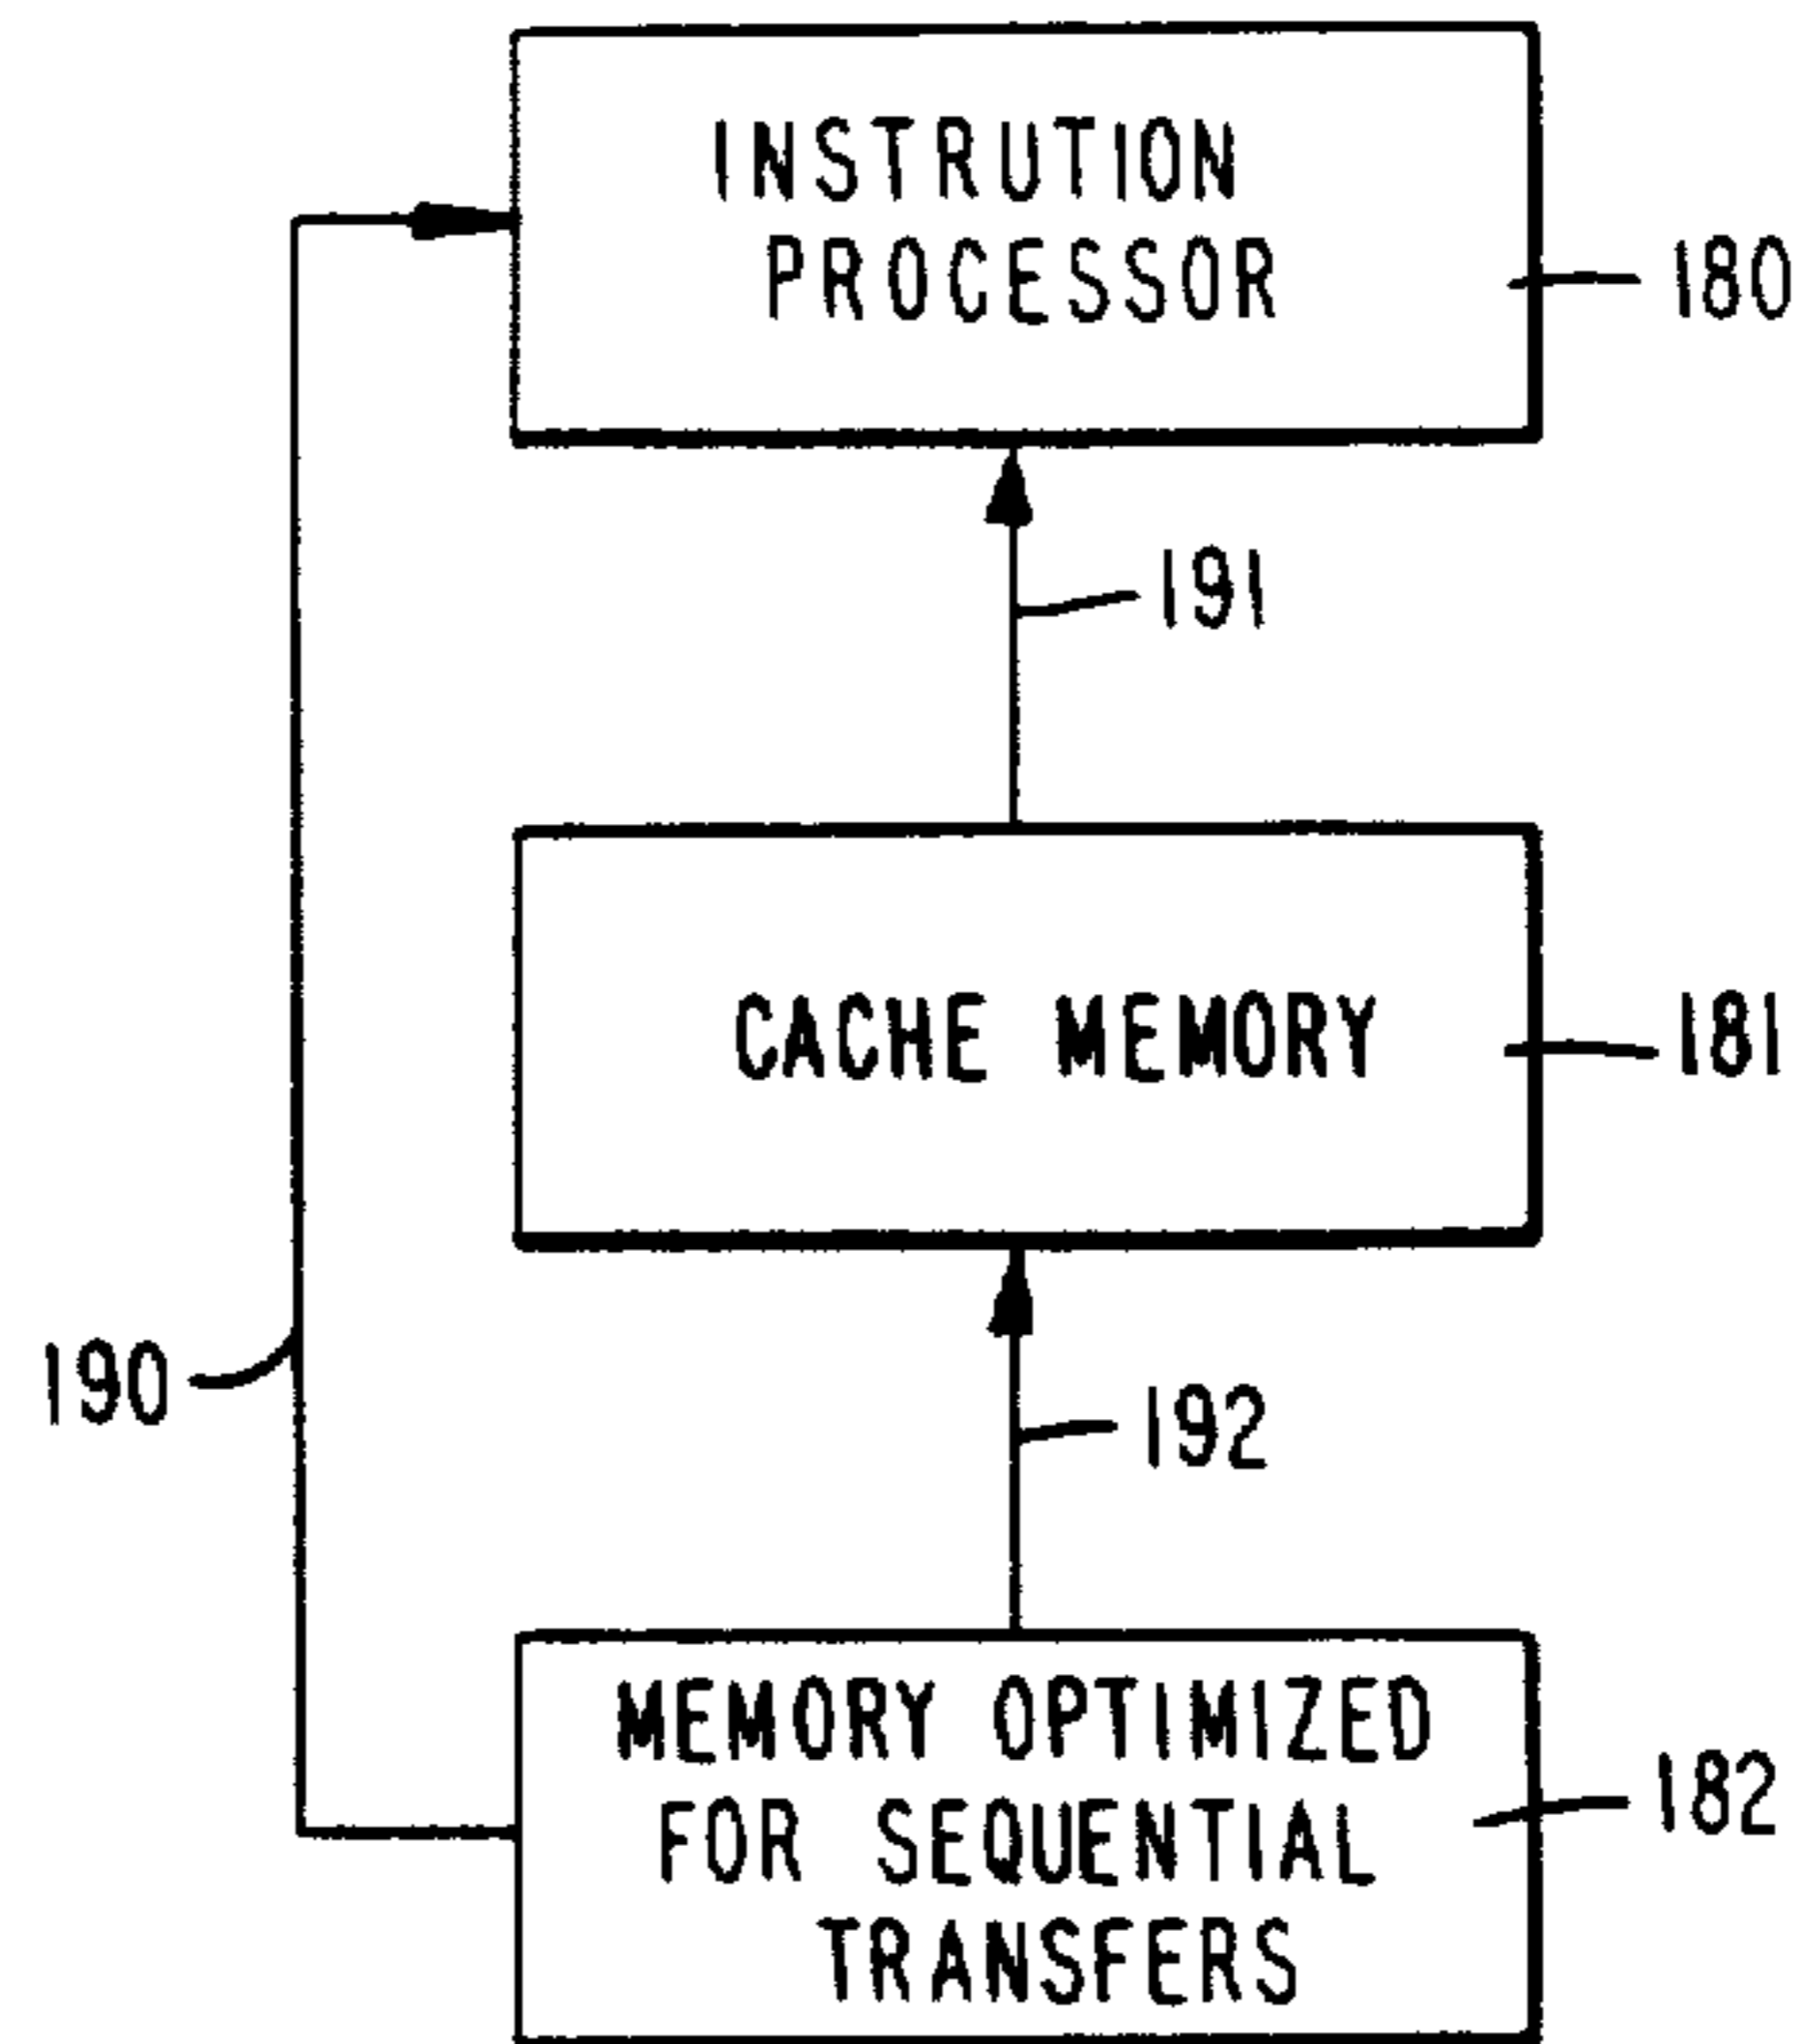 INSTRUTION
PROCESSOR
180
191
CACHE MEMORY
181
190
192
MEMORY OPTIMIZED
FOR SEQUENTIAL
TRANSFERS
182